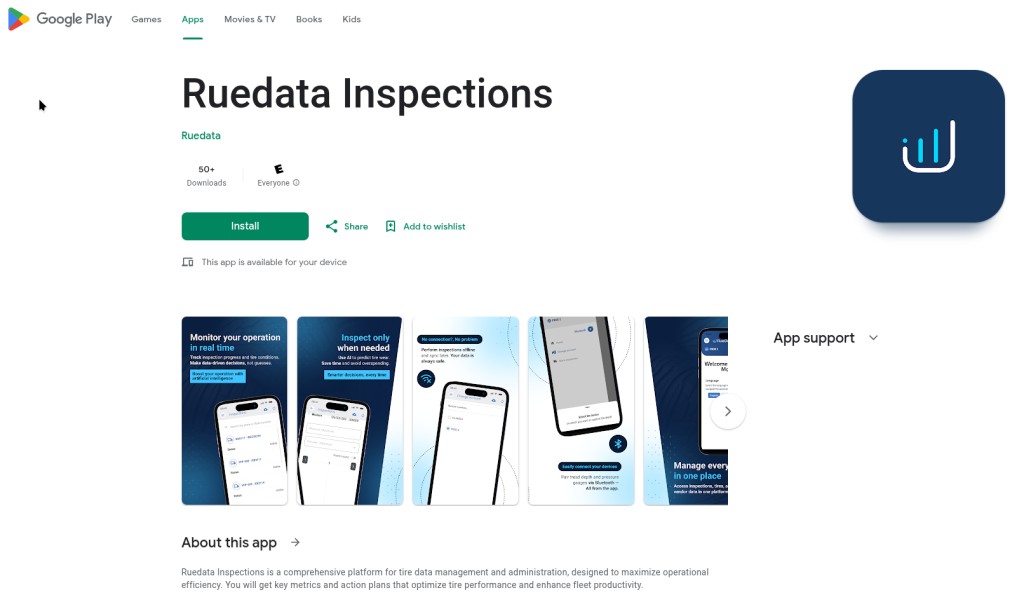 Google Play
Games
Apps
Movies & TV
Books
Kids
Ruedata Inspections
Ruedata
50+
Downloads
Everyone
Install
Share
Add to wishlist
This app is available for your device
Monitor your operation
in real time
Track inspection progress and tire conditions.
Make data-driven decisions, not guesses.
Boost your operation with
artificial intelligence
Inspect only
when needed
Use AI to predict tire wear
Save time and avoid overspending.
Smarter decisions, every time
No connection?, No problem
Perform inspections offline
and sync later. Your data is
always safe.
Easily connect your devices
Pair tread depth and pressure
gauges via Bluetooth —
All from the app.
Welcome
Manage every
in one place
Access inspections, tires, a
vendor data in one platform
App support
About this app
Ruedata Inspections is a comprehensive platform for tire data management and administration, designed to maximize operational
efficiency. You will get key metrics and action plans that optimize tire performance and enhance fleet productivity.